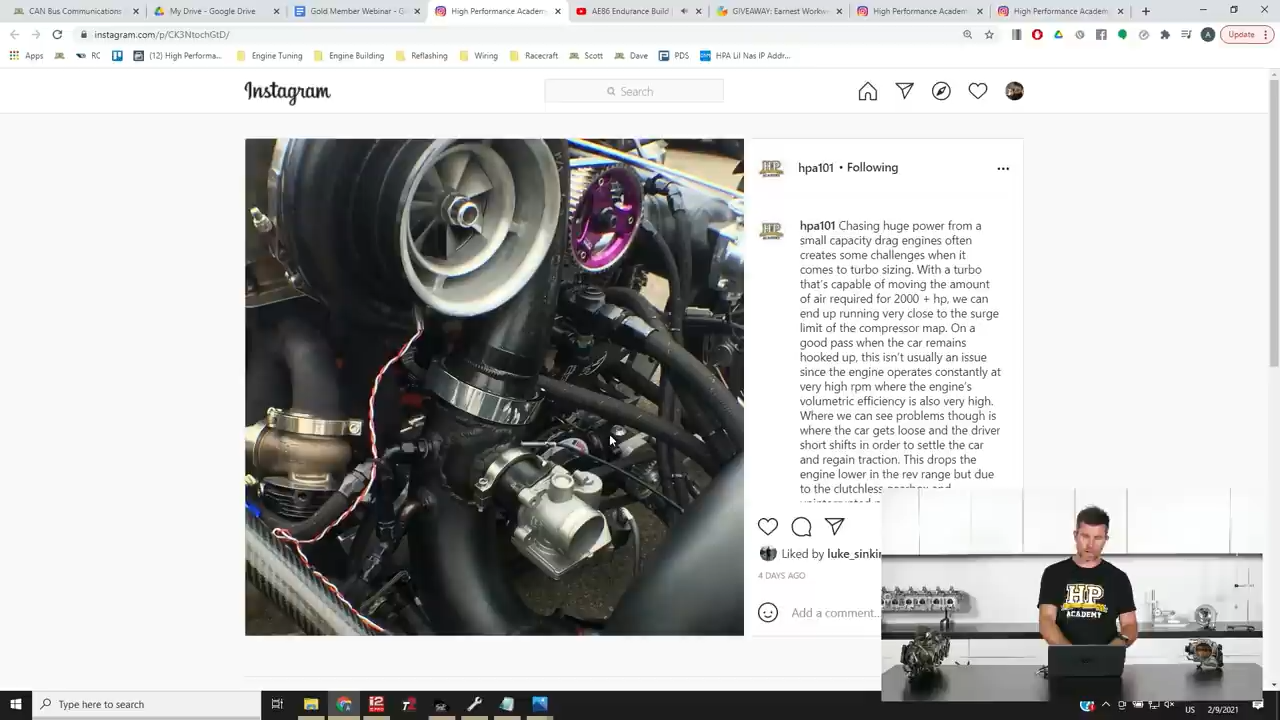 CAN Bus Communications
My Drive - Google Drive
Gold Member Webinar - G
High Performance Academy
AE86 Endurance Build
GIVEAWAY: Earnest Workwe
High Performance Academ
High Performance Academ
instagram.com/p/CK3NtochGtD/
Update
Apps
RC
(12) High Performa...
Engine Tuning
Engine Building
Reflashing
Wiring
Racecraft
Scott
Dave
PDS
HPA Lil Nas IP Addr...
Instagram
Search
HP
ACADEMY
hpa101 • Following
hpa101 Chasing huge power from a
small capacity drag engines often
creates some challenges when it
comes to turbo sizing. With a turbo
that's capable of moving the amount
of air required for 2000 + hp, we can
end up running very close to the surge
limit of the compressor map. On a
good pass when the car remains
hooked up, this isn't usually an issue
since the engine operates constantly at
very high rpm where the engine's
volumetric efficiency is also very high.
Where we can see problems though is
where the car gets loose and the driver
short shifts in order to settle the car
and regain traction. This drops the
engine lower in the rev range but due
to the clutchless gearbox and
Liked by luke_sinkin
4 DAYS AGO
Add a comment...
HP
ACADEMY
Type here to search
US
2/9/2021